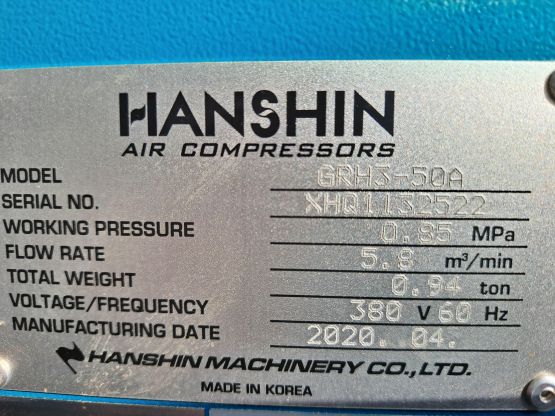 HANSHIN
AIR COMPRESSORS
MODEL GRH3-50A
SERIAL NO. XHQ1132522
WORKING PRESSURE 0.85 MPa
FLOW RATE 5.8 m³/min
TOTAL WEIGHT 0.94 ton
VOLTAGE/FREQUENCY 380 V 60 Hz
MANUFACTURING DATE 2020. 04.
HANSHIN MACHINERY CO.,LTD.
MADE IN KOREA